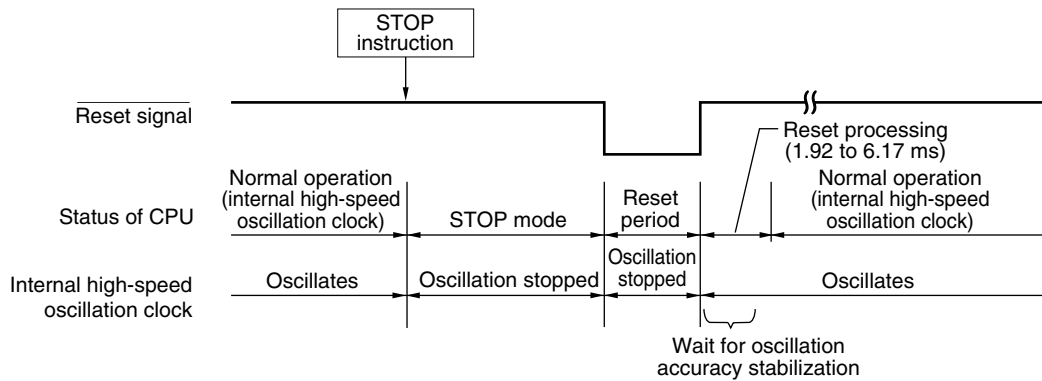 STOP
instruction
Reset signal
Reset processing
(1.92 to 6.17 ms)
Status of CPU
Normal operation
(internal high-speed
oscillation clock)
STOP mode
Reset
period
Normal operation
(internal high-speed
oscillation clock)
Internal high-speed
oscillation clock
Oscillates
Oscillation stopped
Oscillation
stopped
Oscillates
Wait for oscillation
accuracy stabilization